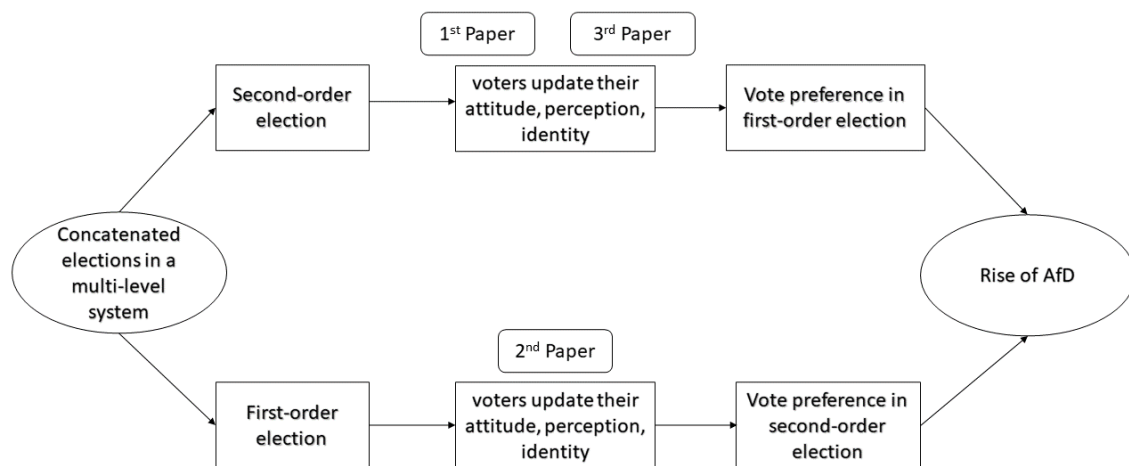 1st Paper
3rd Paper
Second-order
election
voters update their
attitude, perception,
identity
Vote preference in
first-order election
Concatenated
elections in a
multi-level
system
Rise of AfD
2nd Paper
First-order
election
voters update their
attitude, perception,
identity
Vote preference in
second-order
election